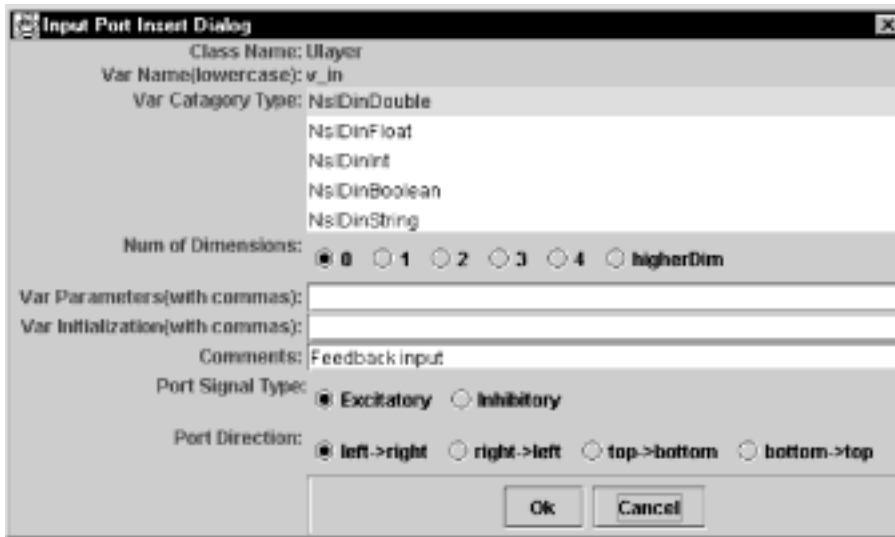 Input Port Insert Dialog
Class Name: Ulayer
Var Name(lowercase): v_in
Var Catagory Type: NslDinDouble
NslDinFloat
NslDinInt
NslDinBoolean
NslDinString
Num of Dimensions: 0 1 2 3 4 higherDim
Var Parameters(with commas):
Var Initialization(with commas):
Comments: Feedback input
Port Signal Type: Excitatory Inhibitory
Port Direction: left->right right->left top->bottom bottom->top
Ok Cancel